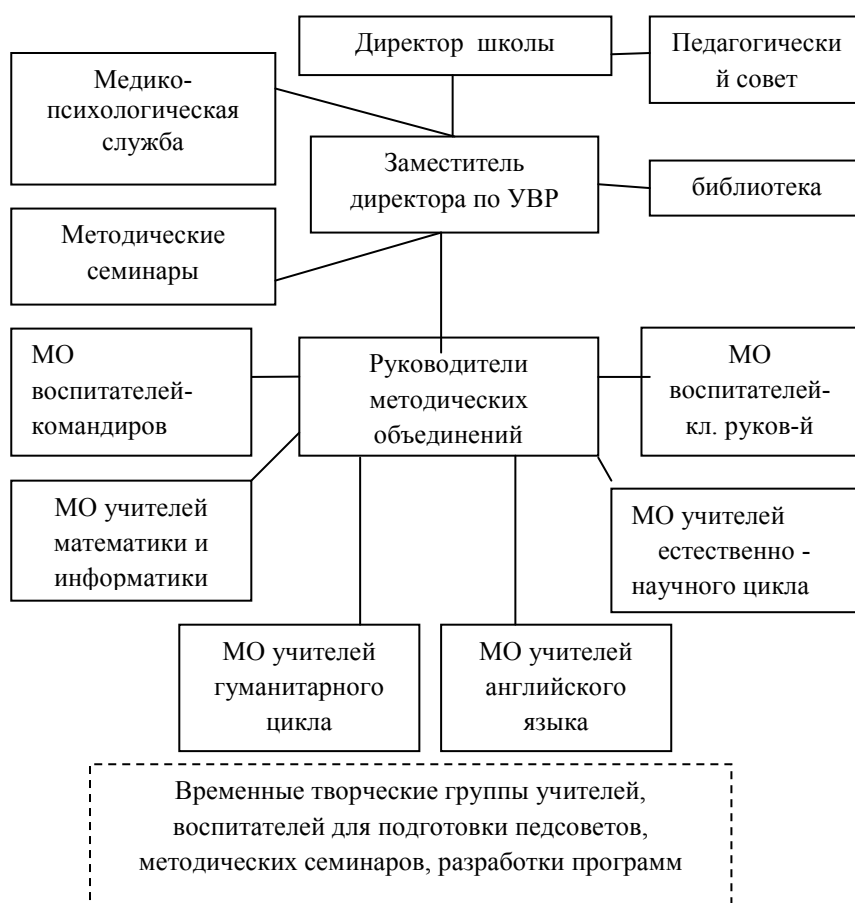 Директор школы
Педагогически
й совет
Медико-
психологическая
служба
Заместитель
директора по УВР
библиотека
Методические
семинары
МО
воспитателей-
командиров
Руководители
методических
объединений
МО
воспитателей-
кл. руков-й
МО учителей
математики и
информатики
МО учителей
естественно -
научного цикла
МО учителей
гуманитарного
цикла
МО учителей
английского
языка
Временные творческие группы учителей,
воспитателей для подготовки педсоветов,
методических семинаров, разработки программ